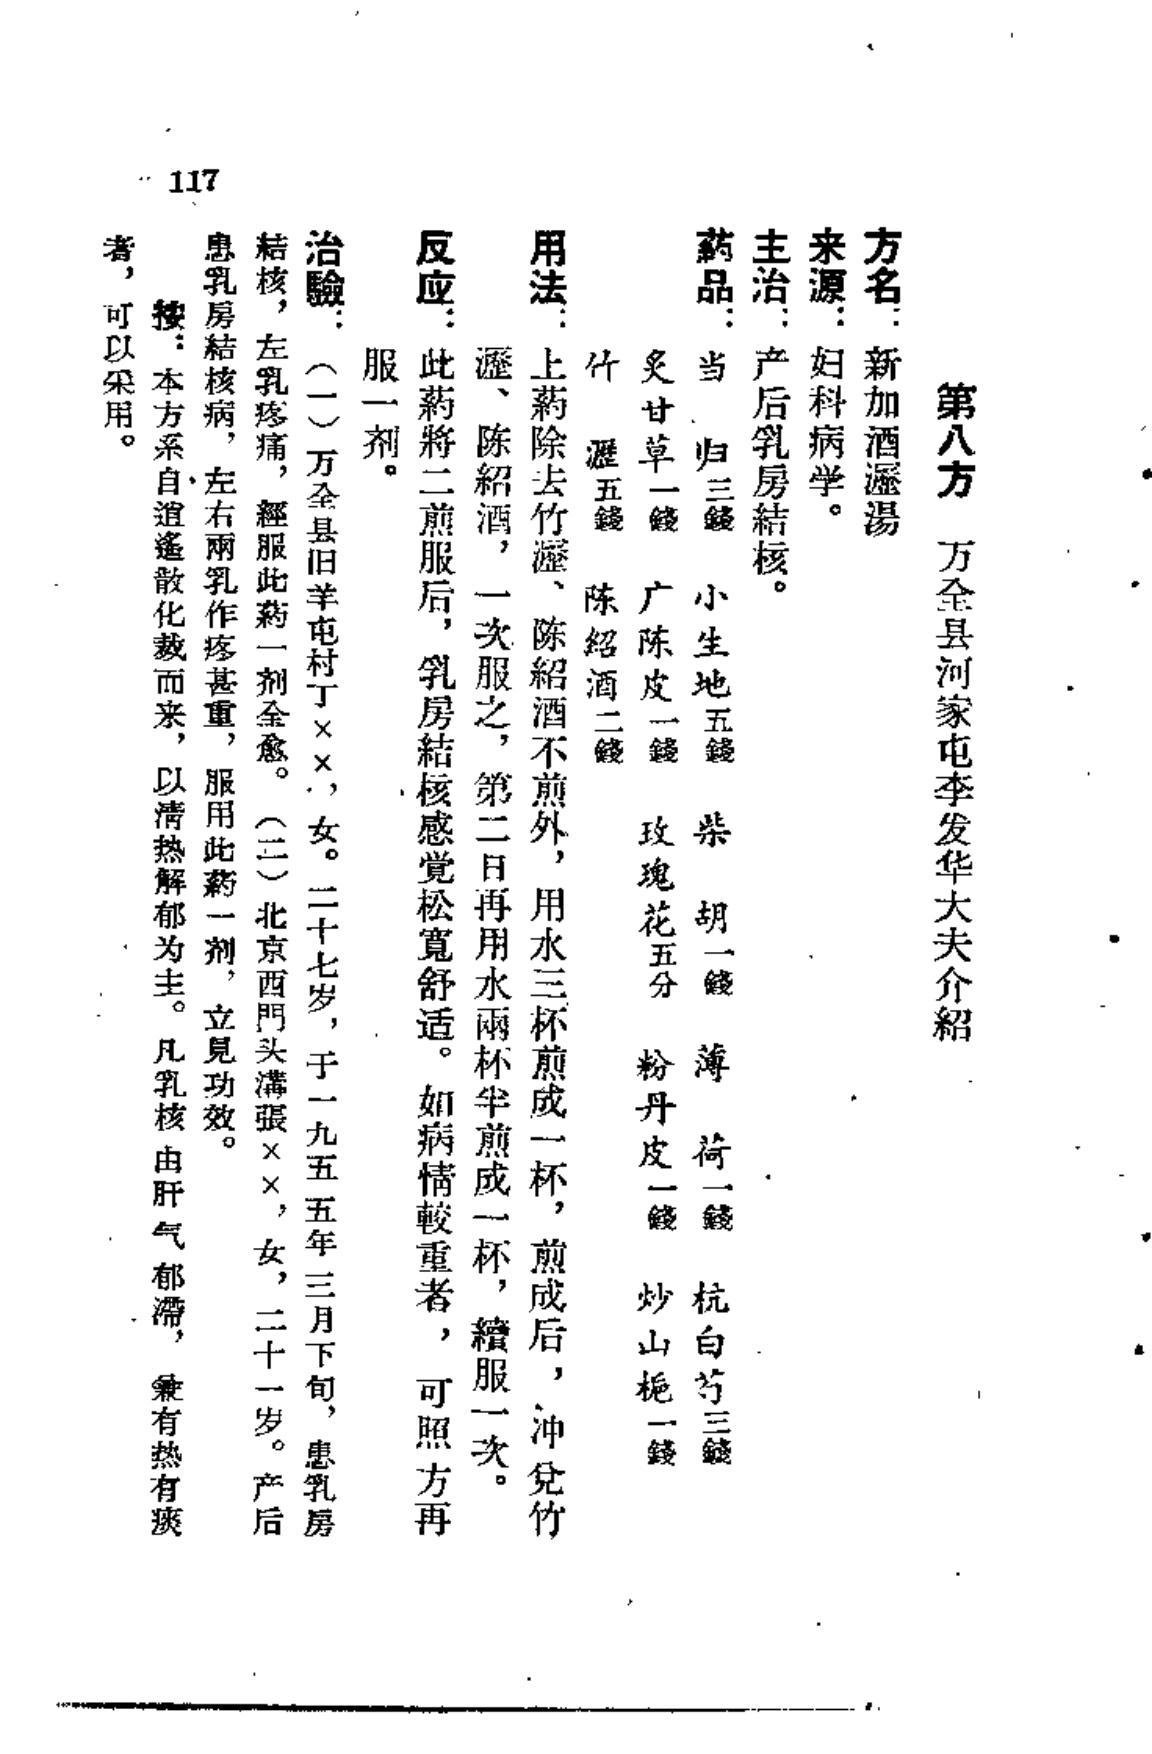 第八方　万全县河家屯李发华大夫介紹
方名：新加酒瀝湯
来源：妇科病学。
主治：产后乳房結核。
葯品：当　归三錢　小生地五錢　柴　胡一錢　薄　荷一錢　杭白芍三錢
炙甘草一錢　广陈皮一錢　玫瑰花五分　粉丹皮一錢　炒山梔一錢
竹　瀝五錢　陈紹酒二錢
用法：上葯除去竹瀝、陈紹酒不煎外，用水三杯煎成一杯，煎成后，冲兌竹
瀝、陈紹酒，一次服之，第二日再用水兩杯半煎成一杯，續服一次。
反应：此葯將二煎服后，乳房結核感觉松寬舒适。如病情較重者，可照方再
服一剂。
治驗：（一）万全县旧羊屯村丁××，女。二十七岁，于一九五五年三月下旬，患乳房
結核，左乳疼痛，經服此葯一剂全愈。（二）北京西門头溝張××，女，二十一岁。产后
患乳房結核病，左右兩乳作疼甚重，服用此葯一剂，立見功效。
按：本方系自逍遙散化裁而来，以清热解郁为主。凡乳核由肝气郁滯，兼有热有痰
者，可以采用。
117